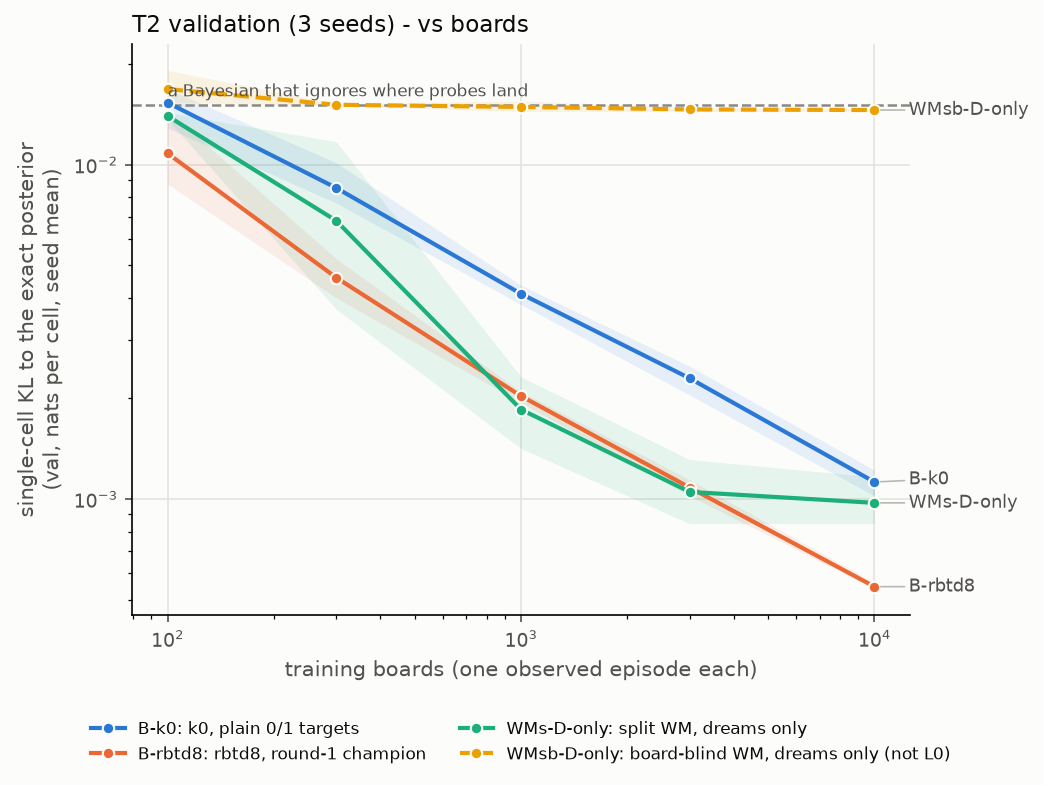 T2 validation (3 seeds) - vs boards
a Bayesian that ignores where probes land
WMsb-D-only
10⁻²
single-cell KL to the exact posterior
(val, nats per cell, seed mean)
10⁻³
B-k0
WMs-D-only
B-rbtd8
10²
10³
10⁴
training boards (one observed episode each)
B-k0: k0, plain 0/1 targets
WMs-D-only: split WM, dreams only
B-rbtd8: rbtd8, round-1 champion
WMsb-D-only: board-blind WM, dreams only (not L0)